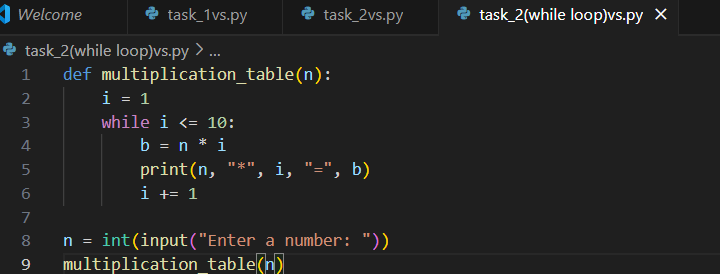 Welcome task_1vs.py task_2vs.py task_2(while loop)vs.py ×
task_2(while loop)vs.py > ...
1 def multiplication_table(n):
2     i = 1
3     while i <= 10:
4         b = n * i
5         print(n, "*", i, "=", b)
6         i += 1
7
8 n = int(input("Enter a number: "))
9 multiplication_table(n)